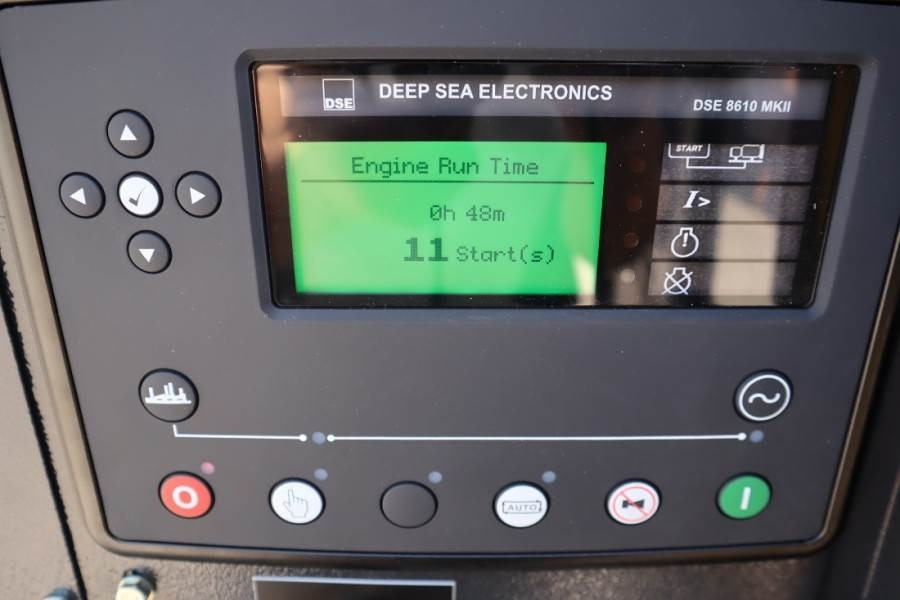 DSE
DEEP SEA ELECTRONICS
DSE 8610 MKII
START
Engine Run Time
0h 48m
11 Start(s)
I>
AUTO